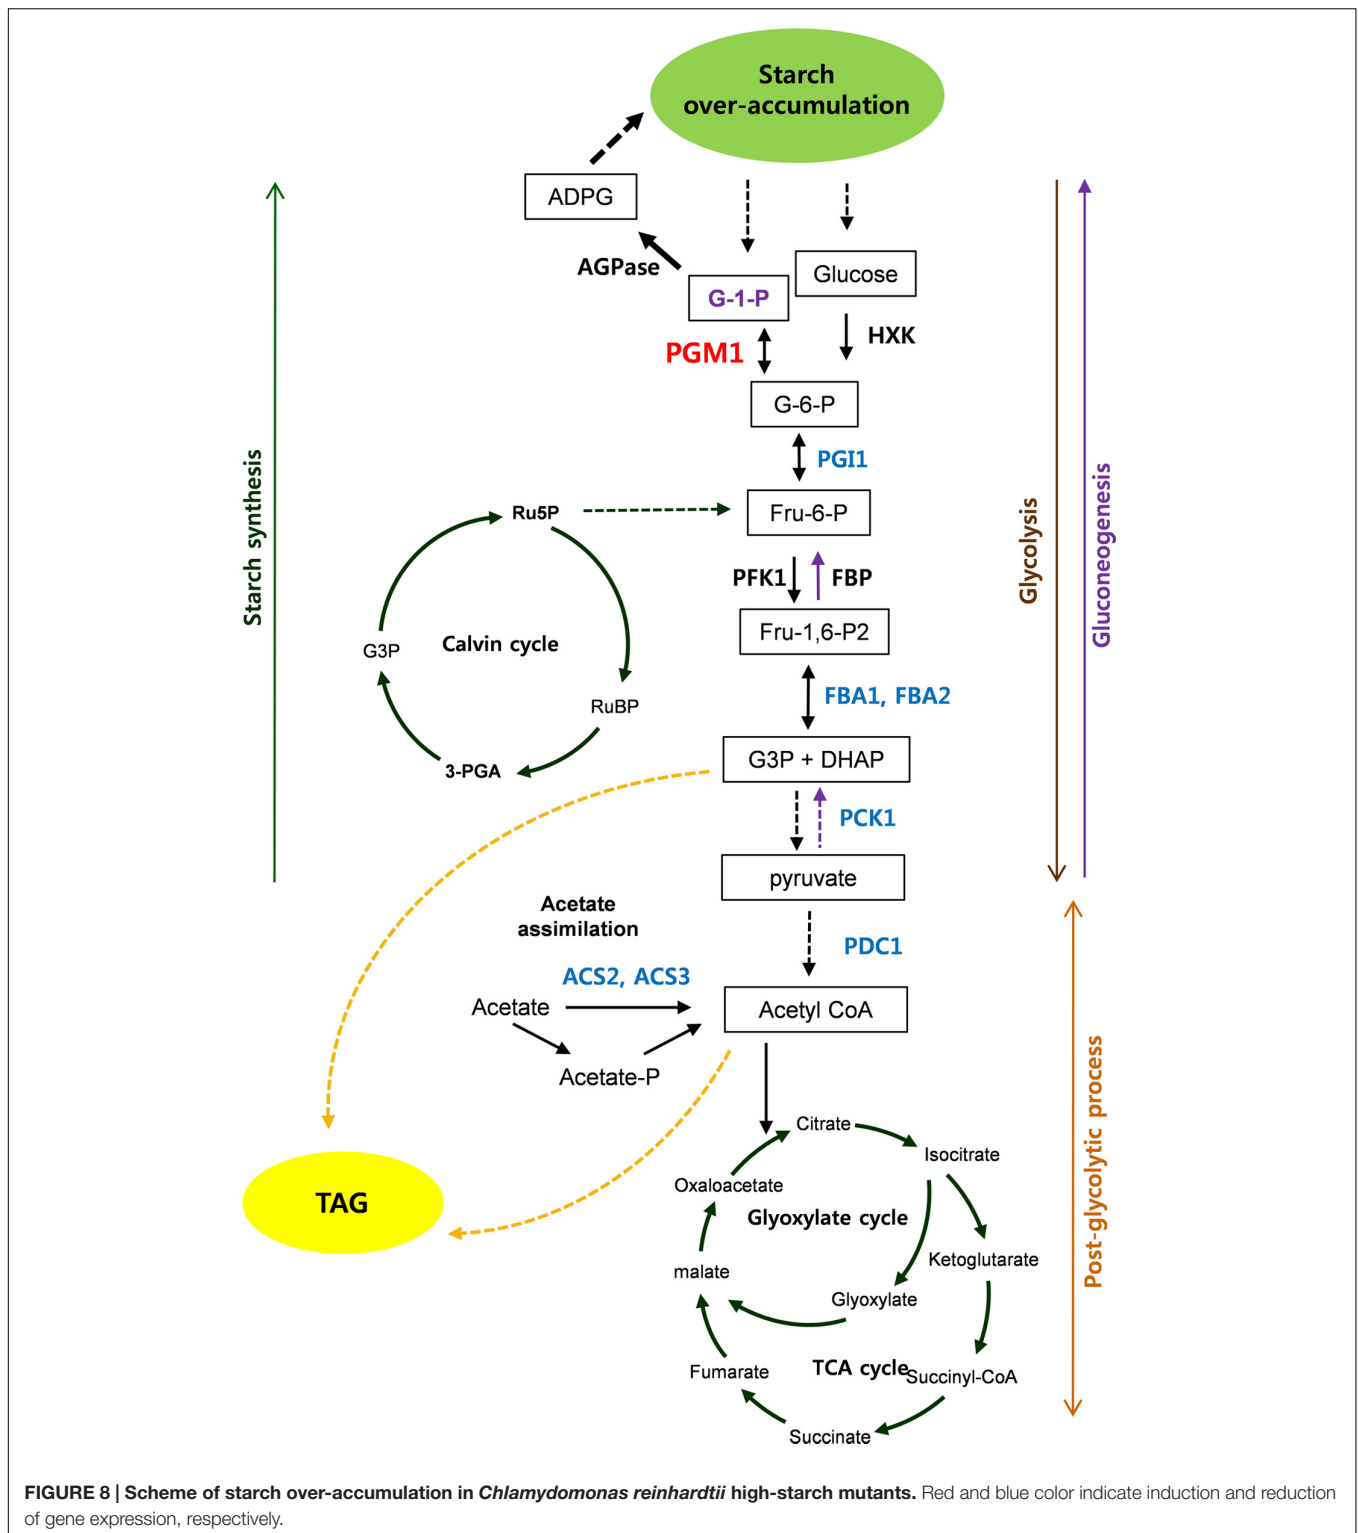 Starch
over-accumulation
ADPG
AGPase
Glucose
G-1-P
HXK
PGM1
G-6-P
PGI1
Starch synthesis
Glycolysis
Gluconeogenesis
Ru5P
Fru-6-P
PFK1
FBP
Fru-1,6-P2
G3P
Calvin cycle
FBA1, FBA2
RuBP
3-PGA
G3P + DHAP
PCK1
pyruvate
Acetate
assimilation
PDC1
ACS2, ACS3
Acetate
Acetyl CoA
Acetate-P
Post-glycolytic process
Citrate
Isocitrate
Oxaloacetate
TAG
Glyoxylate cycle
Ketoglutarate
malate
Glyoxylate
Fumarate
TCA cycle
Succinyl-CoA
Succinate
FIGURE 8 | Scheme of starch over-accumulation in Chlamydomonas reinhardtii high-starch mutants. Red and blue color indicate induction and reduction
of gene expression, respectively.